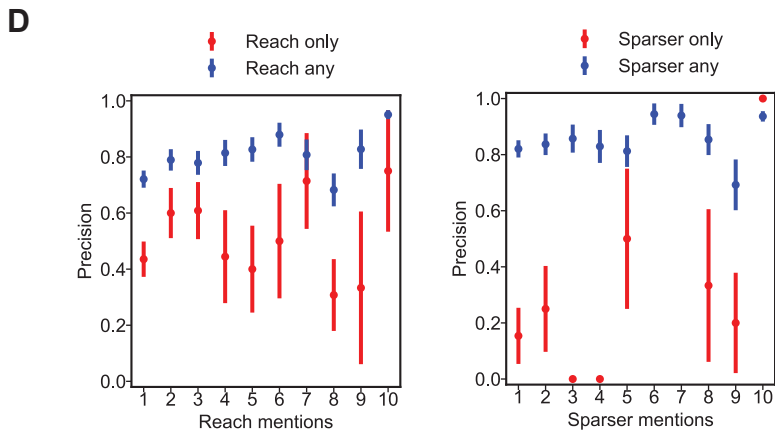 D
Reach only
Reach any
Precision
1.0
0.8
0.6
0.4
0.2
0.0
1 2 3 4 5 6 7 8 9 10
Reach mentions
Sparser only
Sparser any
Precision
1.0
0.8
0.6
0.4
0.2
0.0
1 2 3 4 5 6 7 8 9 10
Sparser mentions